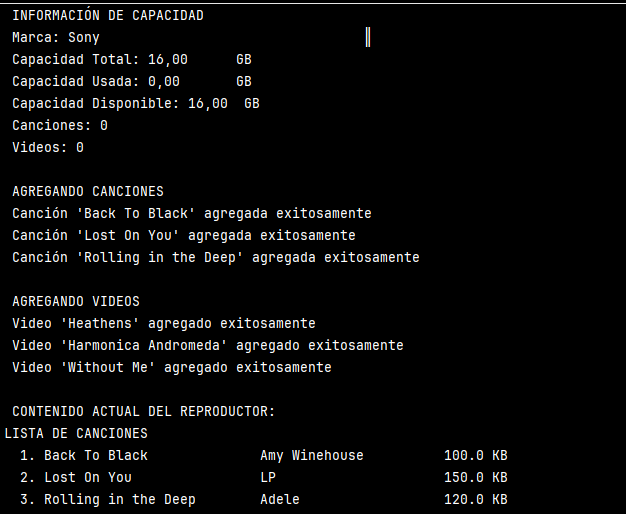 INFORMACIÓN DE CAPACIDAD
Marca: Sony
Capacidad Total: 16,00 GB
Capacidad Usada: 0,00 GB
Capacidad Disponible: 16,00 GB
Canciones: 0
Videos: 0
AGREGANDO CANCIONES
Canción 'Back To Black' agregada exitosamente
Canción 'Lost On You' agregada exitosamente
Canción 'Rolling in the Deep' agregada exitosamente
AGREGANDO VIDEOS
Video 'Heathens' agregado exitosamente
Video 'Harmonica Andromeda' agregado exitosamente
Video 'Without Me' agregado exitosamente
CONTENIDO ACTUAL DEL REPRODUCTOR:
LISTA DE CANCIONES
1. Back To Black Amy Winehouse 100.0 KB
2. Lost On You LP 150.0 KB
3. Rolling in the Deep Adele 120.0 KB